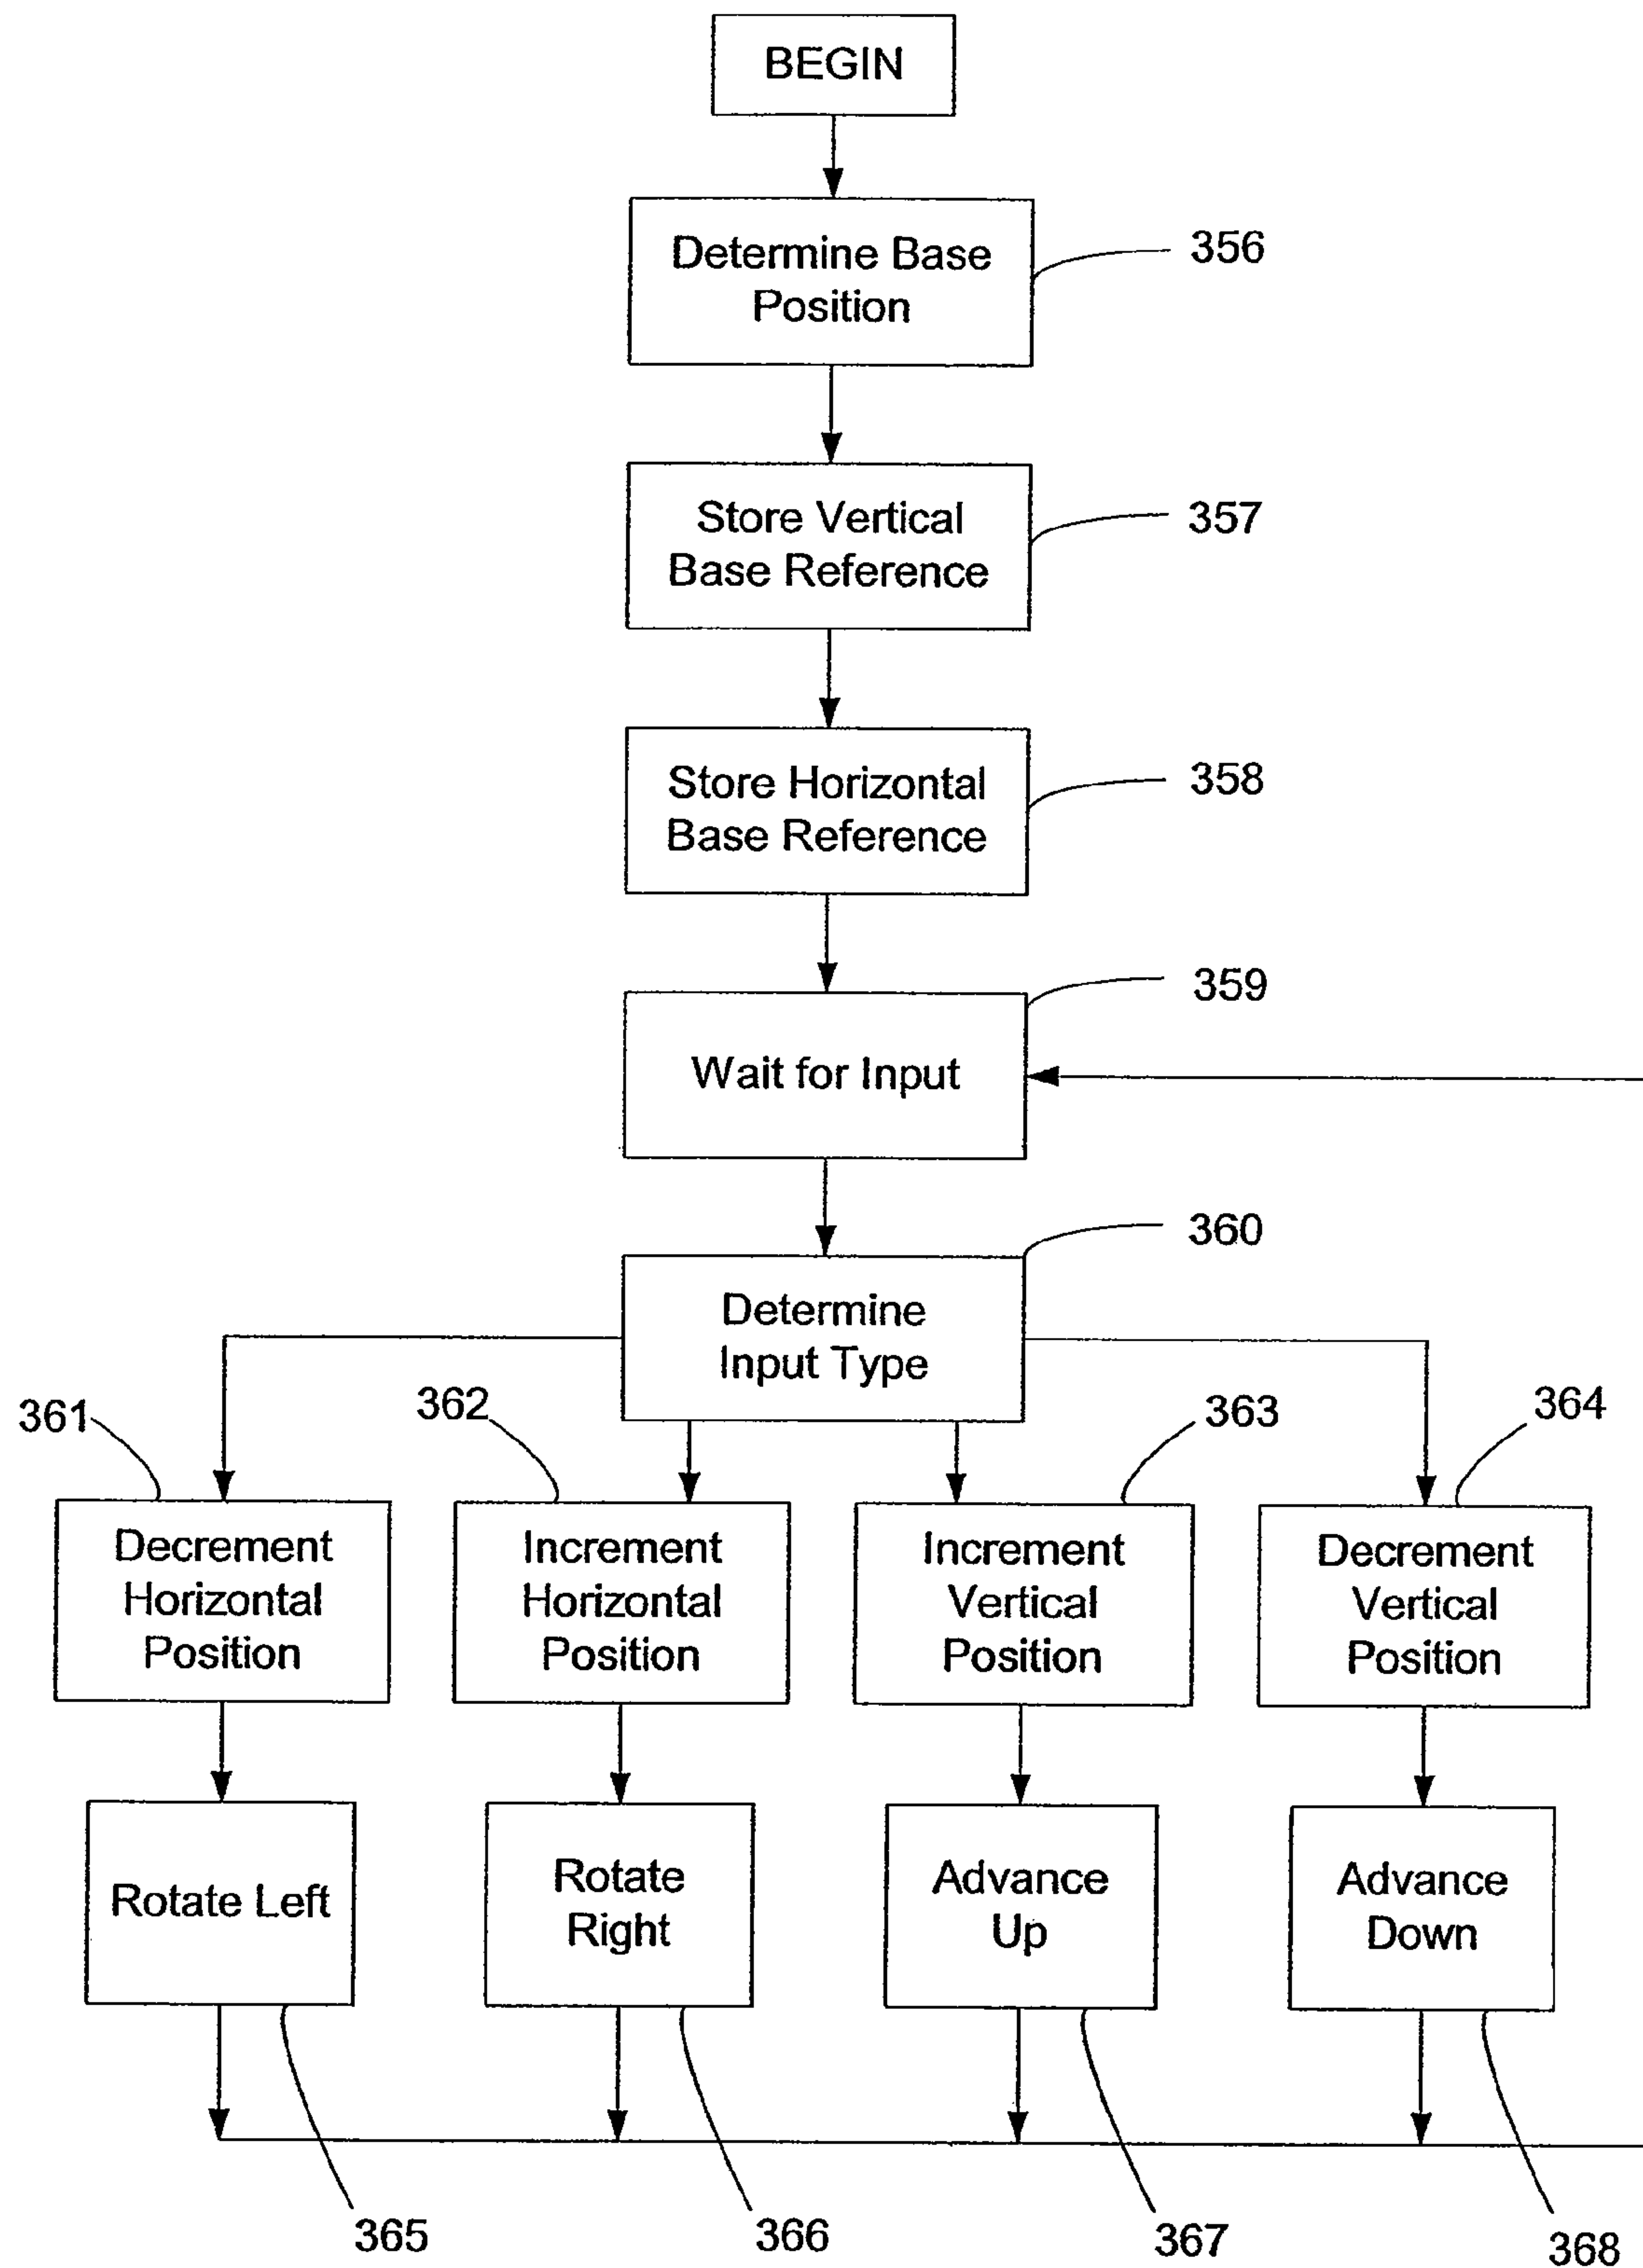 BEGIN
Determine Base
Position
356
Store Vertical
Base Reference
357
Store Horizontal
Base Reference
358
359
Wait for Input
360
Determine
Input Type
361
362
363
364
Decrement
Horizontal
Position
Increment
Horizontal
Position
Increment
Vertical
Position
Decrement
Vertical
Position
Rotate Left
Rotate
Right
Advance
Up
Advance
Down
365
366
367
368